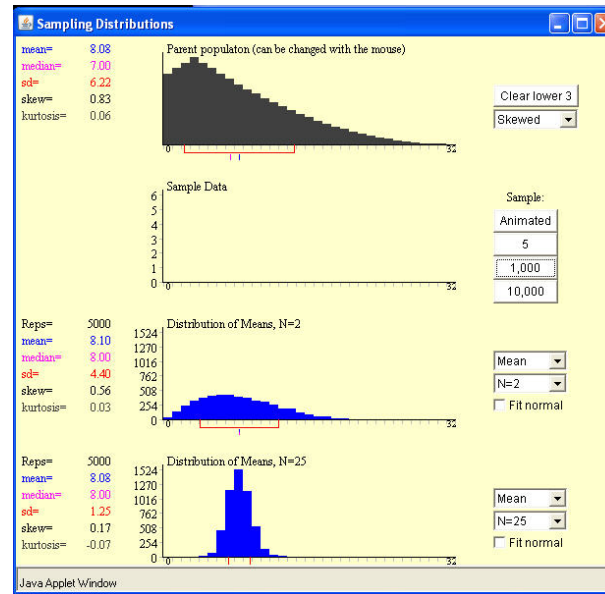 Sampling Distributions
mean= 8.08
median= 7.00
sd= 6.22
skew= 0.83
kurtosis= 0.06
Parent populaton (can be changed with the mouse)
0 32
Clear lower 3
Skewed
Sample Data
6
5
4
3
2
1
0
0 32
Sample:
Animated
5
1,000
10,000
Reps= 5000
mean= 8.10
median= 8.00
sd= 4.40
skew= 0.56
kurtosis= 0.03
Distribution of Means, N=2
1524
1270
1016
762
508
254
0
0 32
Mean
N=2
Fit normal
Reps= 5000
mean= 8.08
median= 8.00
sd= 1.25
skew= 0.17
kurtosis= -0.07
Distribution of Means, N=25
1524
1270
1016
762
508
254
0
0 32
Mean
N=25
Fit normal
Java Applet Window